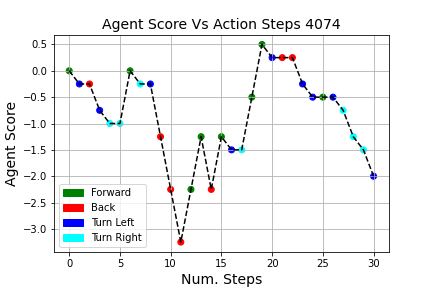 Agent Score Vs Action Steps 4074
0.5
0.0
−0.5
−1.0
−1.5
−2.0
−2.5
−3.0
Agent Score
Forward
Back
Turn Left
Turn Right
0 5 10 15 20 25 30
Num. Steps